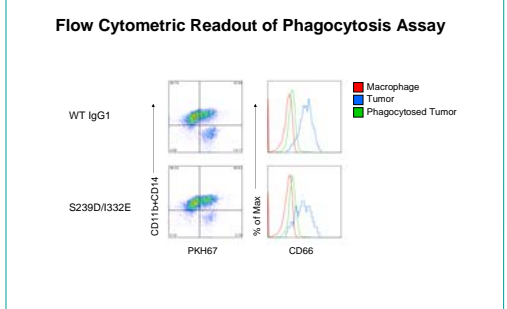 Flow Cytometric Readout of Phagocytosis Assay
Macrophage
Tumor
Phagocytosed Tumor
WT IgG1
S239D/I332E
CD11b+CD14
% of Max
PKH67
CD66